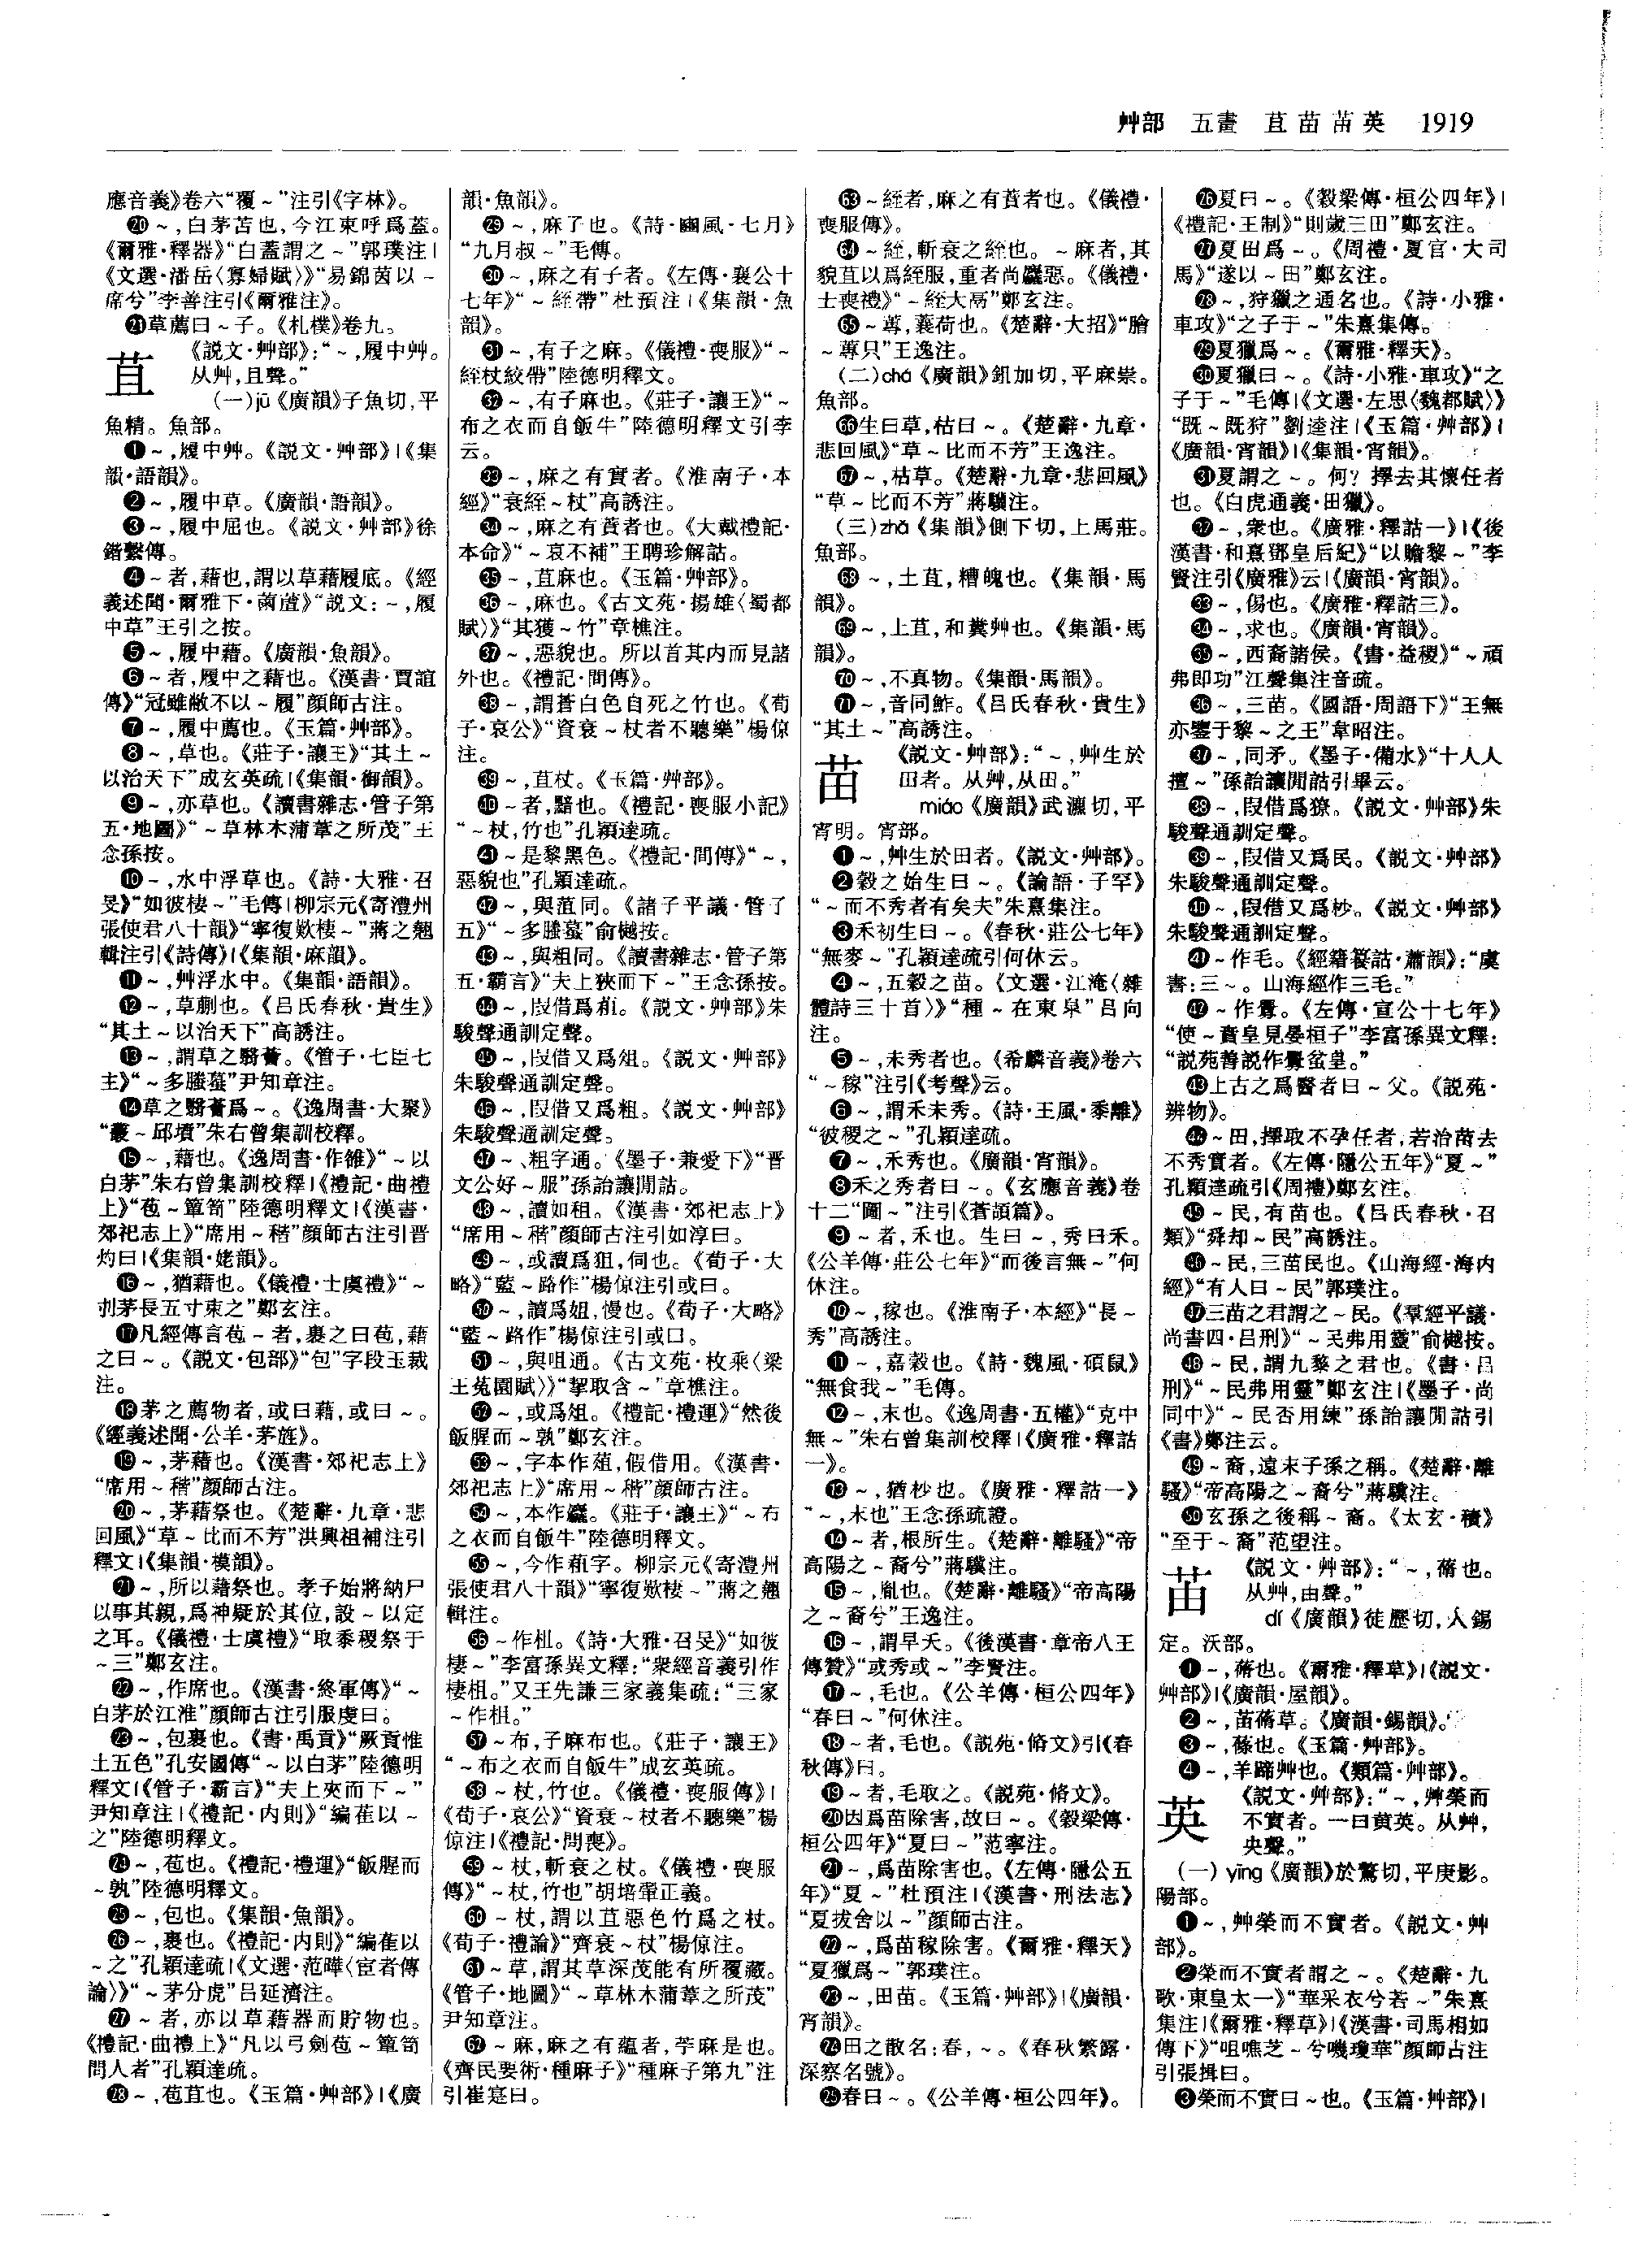 艸部　五畫　苴苗苖英　1919
應音義》卷六“覆～”注引《字林》。
⑳～,白茅苫也,今江東呼爲蓋。
《爾雅·釋器》“白蓋謂之～”郭璞注|
《文選·潘岳〈寡婦賦〉》“易錦茵以～
席兮”李善注引《爾雅注》。
㉑草薦曰～子。《札樸》卷九。
苴
《説文·艸部》:“～,履中艸。
从艸,且聲。”
(一)jū《廣韻》子魚切,平
魚精。魚部。
❶～,履中艸。《説文·艸部》|《集
韻·語韻》。
❷～,履中草。《廣韻·語韻》。
❸～,履中屈也。《説文·艸部》徐
鍇繫傳。
❹～者,藉也,謂以草藉履底。《經
義述聞·爾雅下·菌蘆》“説文:～,履
中草”王引之按。
❺～,履中藉。《廣韻·魚韻》。
❻～者,履中之藉也。《漢書·賈誼
傳》“冠雖敝不以～履”顔師古注。
❼～,履中薦也。《玉篇·艸部》。
❽～,草也。《莊子·讓王》“其土～
以治天下”成玄英疏|《集韻·御韻》。
❾～,亦草也。《讀書雜志·管子第
五·地圖》“～草林木蒲葦之所茂”王
念孫按。
❿～,水中浮草也。《詩·大雅·召
旻》“如彼棲～”毛傳|柳宗元《寄澧州
張使君八十韻》“寧復歎棲～”蔣之翹
輯注引《詩傳》|《集韻·麻韻》。
⓫～,艸浮水中。《集韻·語韻》。
⓬～,草蒯也。《吕氏春秋·貴生》
“其土～以治天下”高誘注。
⓭～,謂草之翳薈。《管子·七臣七
主》“～多螣蟇”尹知章注。
⓮草之翳薈爲～。《逸周書·大聚》
“叢～邱墳”朱右曾集訓校釋。
⓯～,藉也。《逸周書·作雒》“～以
白茅”朱右曾集訓校釋|《禮記·曲禮
上》“苞～簞笥”陸德明釋文|《漢書·
郊祀志上》“席用～稭”顔師古注引晋
灼曰|《集韻·姥韻》。
⓰～,猶藉也。《儀禮·士虞禮》“～
刌茅長五寸束之”鄭玄注。
⓱凡經傳言苞～者,裹之曰苞,藉
之曰～。《説文·包部》“包”字段玉裁
注。
⓲茅之薦物者,或曰藉,或曰～。
《經義述聞·公羊·茅旌》。
⓳～,茅藉也。《漢書·郊祀志上》
“席用～稭”顔師古注。
⓴～,茅藉祭也。《楚辭·九章·悲
回風》“草～比而不芳”洪興祖補注引
釋文|《集韻·模韻》。
㉑～,所以藉祭也。孝子始將納尸
以事其親,爲神疑於其位,設～以定
之耳。《儀禮·士虞禮》“取黍稷祭于
～三”鄭玄注。
㉒～,作席也。《漢書·終軍傳》“～
白茅於江淮”顔師古注引服虔曰。
㉓～,包裹也。《書·禹貢》“厥貢惟
土五色”孔安國傳“～以白茅”陸德明
釋文|《管子·霸言》“夫上夾而下～”
尹知章注|《禮記·内則》“編萑以～
之”陸德明釋文。
㉔～,苞也。《禮記·禮運》“飯腥而
～孰”陸德明釋文。
㉕～,包也。《集韻·魚韻》。
㉖～,裹也。《禮記·内則》“編萑以
～之”孔穎達疏|《文選·范曄〈宦者傳
論〉》“～茅分虎”吕延濟注。
㉗～者,亦以草藉器而貯物也。
《禮記·曲禮上》“凡以弓劍苞～簞笥
問人者”孔穎達疏。
㉘～,苞苴也。《玉篇·艸部》|《廣
韻·魚韻》。
㉙～,麻子也。《詩·豳風·七月》
“九月叔～”毛傳。
㉚～,麻之有子者。《左傳·襄公十
七年》“～絰帶”杜預注|《集韻·魚
韻》。
㉛～,有子之麻。《儀禮·喪服》“～
絰杖絞帶”陸德明釋文。
㉜～,有子麻也。《莊子·讓王》“～
布之衣而自飯牛”陸德明釋文引李
云。
㉝～,麻之有實者。《淮南子·本
經》“衰絰～杖”高誘注。
㉞～,麻之有蕡者也。《大戴禮記·
本命》“～哀不補”王聘珍解詁。
㉟～,苴麻也。《玉篇·艸部》。
㊱～,麻也。《古文苑·揚雄〈蜀都
賦〉》“其獲～竹”章樵注。
㊲～,惡貌也。所以首其内而見諸
外也。《禮記·間傳》。
㊳～,謂蒼白色自死之竹也。《荀
子·哀公》“資衰～杖者不聽樂”楊倞
注。
㊴～,苴杖。《玉篇·艸部》。
㊵～者,黯也。《禮記·喪服小記》
“～杖,竹也”孔穎達疏。
㊶～是黎黑色。《禮記·間傳》“～,
惡貌也”孔穎達疏。
㊷～,與菹同。《諸子平議·管子
五》“～多螣蟇”俞樾按。
㊸～,與粗同。《讀書雜志·管子第
五·霸言》“夫上狹而下～”王念孫按。
㊹～,叚借爲葙。《説文·艸部》朱
駿聲通訓定聲。
㊺～,叚借又爲俎。《説文·艸部》
朱駿聲通訓定聲。
㊻～,叚借又爲粗。《説文·艸部》
朱駿聲通訓定聲。
㊼～、粗字通。《墨子·兼愛下》“晋
文公好～服”孫詒讓閒詁。
㊽～,讀如租。《漢書·郊祀志上》
“席用～稭”顔師古注引如淳曰。
㊾～,或讀爲狙,伺也。《荀子·大
略》“藍～路作”楊倞注引或曰。
㊿～,讀爲姐,慢也。《荀子·大略》
“藍～路作”楊倞注引或曰。
51～,與咀通。《古文苑·枚乘〈梁
王菟園賦〉》“挐取含～”章樵注。
52～,或爲俎。《禮記·禮運》“然後
飯腥而～孰”鄭玄注。
53～,字本作葅,假借用。《漢書·
郊祀志上》“席用～稭”顔師古注。
54～,本作麤。《莊子·讓王》“～布
之衣而自飯牛”陸德明釋文。
55～,今作葙字。柳宗元《寄澧州
張使君八十韻》“寧復歎棲～”蔣之翹
輯注。
56～作柤。《詩·大雅·召旻》“如彼
棲～”李富孫異文釋:“衆經音義引作
棲柤。”又王先謙三家義集疏:“三家
～作柤。”
57～布,子麻布也。《莊子·讓王》
“～布之衣而自飯牛”成玄英疏。
58～杖,竹也。《儀禮·喪服傳》|
《荀子·哀公》“資衰～杖者不聽樂”楊
倞注|《禮記·問喪》。
59～杖,斬衰之杖。《儀禮·喪服
傳》“～杖,竹也”胡培翬正義。
60～杖,謂以苴惡色竹爲之杖。
《荀子·禮論》“齊衰～杖”楊倞注。
61～草,謂其草深茂能有所覆藏。
《管子·地圖》“～草林木蒲葦之所茂”
尹知章注。
62～麻,麻之有藴者,苧麻是也。
《齊民要術·種麻子》“種麻子第九”注
引崔寔曰。
63～絰者,麻之有蕡者也。《儀禮·
喪服傳》。
64～絰,斬衰之絰也。～麻者,其
貌苴以爲絰服,重者尚麤惡。《儀禮·
士喪禮》“～絰大鬲”鄭玄注。
65～蓴,蘘荷也。《楚辭·大招》“膾
～蓴只”王逸注。
(二)chá《廣韻》鉏加切,平麻崇。
魚部。
66生曰草,枯曰～。《楚辭·九章·
悲回風》“草～比而不芳”王逸注。
67～,枯草。《楚辭·九章·悲回風》
“草～比而不芳”蔣驥注。
(三)zhǎ《集韻》側下切,上馬莊。
魚部。
68～,土苴,糟魄也。《集韻·馬
韻》。
69～,土苴,和糞艸也。《集韻·馬
韻》。
70～,不真物。《集韻·馬韻》。
71～,音同鮓。《吕氏春秋·貴生》
“其土～”高誘注。
苗
《説文·艸部》:“～,艸生於
田者。从艸,从田。”
miáo《廣韻》武瀌切,平
宵明。宵部。
❶～,艸生於田者。《説文·艸部》。
❷穀之始生曰～。《論語·子罕》
“～而不秀者有矣夫”朱熹集注。
❸禾初生曰～。《春秋·莊公七年》
“無麥～”孔穎達疏引何休云。
❹～,五穀之苗。《文選·江淹〈雜
體詩三十首〉》“種～在東皋”吕向
注。
❺～,未秀者也。《希麟音義》卷六
“～稼”注引《考聲》云。
❻～,謂禾未秀。《詩·王風·黍離》
“彼稷之～”孔穎達疏。
❼～,禾秀也。《廣韻·宵韻》。
❽禾之秀者曰～。《玄應音義》卷
十二“圖～”注引《蒼頡篇》。
❾～者,禾也。生曰～,秀曰禾。
《公羊傳·莊公七年》“而後言無～”何
休注。
❿～,稼也。《淮南子·本經》“長～
秀”高誘注。
⓫～,嘉穀也。《詩·魏風·碩鼠》
“無食我～”毛傳。
⓬～,末也。《逸周書·五權》“克中
無～”朱右曾集訓校釋|《廣雅·釋詁
一》。
⓭～,猶杪也。《廣雅·釋詁一》
“～,末也”王念孫疏證。
⓮～者,根所生。《楚辭·離騷》“帝
高陽之～裔兮”蔣驥注。
⓯～,胤也。《楚辭·離騷》“帝高陽
之～裔兮”王逸注。
⓰～,謂早夭。《後漢書·章帝八王
傳贊》“或秀或～”李賢注。
⓱～,毛也。《公羊傳·桓公四年》
“春曰～”何休注。
⓲～者,毛也。《説苑·脩文》引《春
秋傳》曰。
⓳～者,毛取之。《説苑·脩文》。
⓴因爲苗除害,故曰～。《穀梁傳·
桓公四年》“夏曰～”范寧注。
㉑～,爲苗除害也。《左傳·隱公五
年》“夏～”杜預注|《漢書·刑法志》
“夏拔舍以～”顔師古注。
㉒～,爲苗稼除害。《爾雅·釋天》
“夏獵爲～”郭璞注。
㉓～,田苗。《玉篇·艸部》|《廣韻·
宵韻》。
㉔田之散名:春,～。《春秋繁露·
深察名號》。
㉕春曰～。《公羊傳·桓公四年》。
㉖夏曰～。《穀梁傳·桓公四年》|
《禮記·王制》“則歲三田”鄭玄注。
㉗夏田爲～。《周禮·夏官·大司
馬》“遂以～田”鄭玄注。
㉘～,狩獵之通名也。《詩·小雅·
車攻》“之子于～”朱熹集傳。
㉙夏獵爲～。《爾雅·釋天》。
㉚夏獵曰～。《詩·小雅·車攻》“之
子于～”毛傳|《文選·左思〈魏都賦〉》
“既～既狩”劉逵注|《玉篇·艸部》|
《廣韻·宵韻》|《集韻·宵韻》。
㉛夏謂之～。何?擇去其懷任者
也。《白虎通義·田獵》。
㉜～,衆也。《廣雅·釋詁一》|《後
漢書·和熹鄧皇后紀》“以贍黎～”李
賢注引《廣雅》云|《廣韻·宵韻》。
㉝～,傷也。《廣雅·釋詁三》。
㉞～,求也。《廣韻·宵韻》。
㉟～,西裔諸侯。《書·益稷》“～頑
弗即功”江聲集注音疏。
㊱～,三苗。《國語·周語下》“王無
亦鑒于黎～之王”韋昭注。
㊲～,同矛。《墨子·備水》“十人人
擅～”孫詒讓閒詁引畢云。
㊳～,叚借爲獠。《説文·艸部》朱
駿聲通訓定聲。
㊴～,叚借又爲民。《説文·艸部》
朱駿聲通訓定聲。
㊵～,叚借又爲杪。《説文·艸部》
朱駿聲通訓定聲。
㊶～作毛。《經籍籑詁·蕭韻》:“虞
書:三～。山海經作三毛。”
㊷～作釁。《左傳·宣公十七年》
“使～賁皇見晏桓子”李富孫異文釋:
“説苑善説作釁盆皇。”
㊸上古之爲醫者曰～父。《説苑·
辨物》。
㊹～田,擇取不孕任者,若治苗去
不秀實者。《左傳·隱公五年》“夏～”
孔穎達疏引《周禮》鄭玄注。
㊺～民,有苗也。《吕氏春秋·召
類》“舜却～民”高誘注。
㊻～民,三苗民也。《山海經·海内
經》“有人曰～民”郭璞注。
㊼三苗之君謂之～民。《羣經平議·
尚書四·吕刑》“～民弗用靈”俞樾按。
㊽～民,謂九黎之君也。《書·吕
刑》“～民弗用靈”鄭玄注|《墨子·尚
同中》“～民否用練”孫詒讓閒詁引
《書》鄭注云。
㊾～裔,遠末子孫之稱。《楚辭·離
騷》“帝高陽之～裔兮”蔣驥注。
㊿玄孫之後稱～裔。《太玄·積》
“至于～裔”范望注。
苖
《説文·艸部》:“～,蓨也。
从艸,由聲。”
dí《廣韻》徒歷切,入錫
定。沃部。
❶～,蓨也。《爾雅·釋草》|《説文·
艸部》|《廣韻·屋韻》。
❷～,苗蓨草。《廣韻·錫韻》。
❸～,蓧也。《玉篇·艸部》。
❹～,羊蹄艸也。《類篇·艸部》。
英
《説文·艸部》:“～,艸榮而
不實者。一曰黄英。从艸,
央聲。”
(一)yīng《廣韻》於驚切,平庚影。
陽部。
❶～,艸榮而不實者。《説文·艸
部》。
❷榮而不實者謂之～。《楚辭·九
歌·東皇太一》“華采衣兮若～”朱熹
集注|《爾雅·釋草》|《漢書·司馬相如
傳下》“咀噍芝～兮嘰瓊華”顔師古注
引張揖曰。
❸榮而不實曰～也。《玉篇·艸部》|